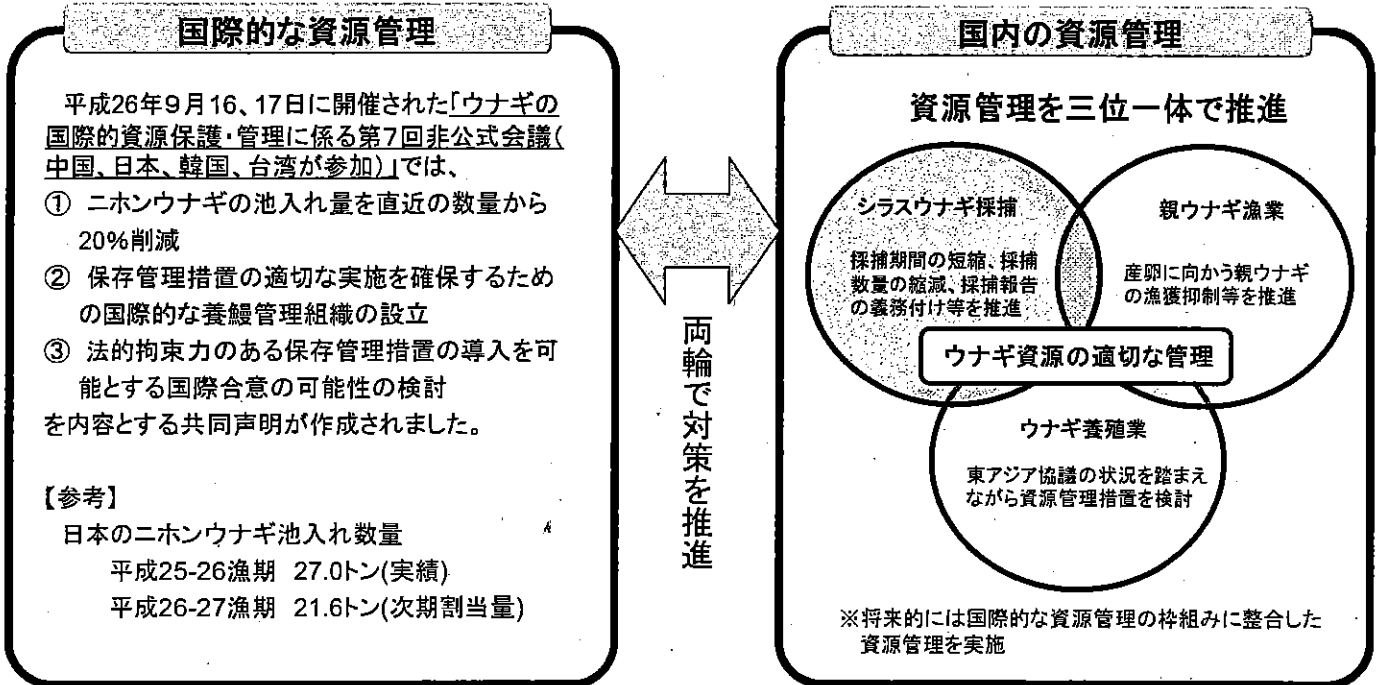 国際的な資源管理
平成26年9月16、17日に開催された「ウナギの
国際的資源保護・管理に係る第7回非公式会議(
中国、日本、韓国、台湾が参加)」では、
① ニホンウナギの池入れ量を直近の数量から
20%削減
② 保存管理措置の適切な実施を確保するため
の国際的な養鰻管理組織の設立
③ 法的拘束力のある保存管理措置の導入を可
能とする国際合意の可能性の検討
を内容とする共同声明が作成されました。
【参考】
日本のニホンウナギ池入れ数量
平成25-26漁期 27.0トン(実績)
平成26-27漁期 21.6トン(次期割当量)
両輪で対策を推進
国内の資源管理
資源管理を三位一体で推進
シラスウナギ採捕
採捕期間の短縮、採捕
数量の縮減、採捕報告
の義務付け等を推進
親ウナギ漁業
産卵に向かう親ウナギ
の漁獲抑制等を推進
ウナギ資源の適切な管理
ウナギ養殖業
東アジア協議の状況を踏まえ
ながら資源管理措置を検討
※将来的には国際的な資源管理の枠組みに整合した
資源管理を実施